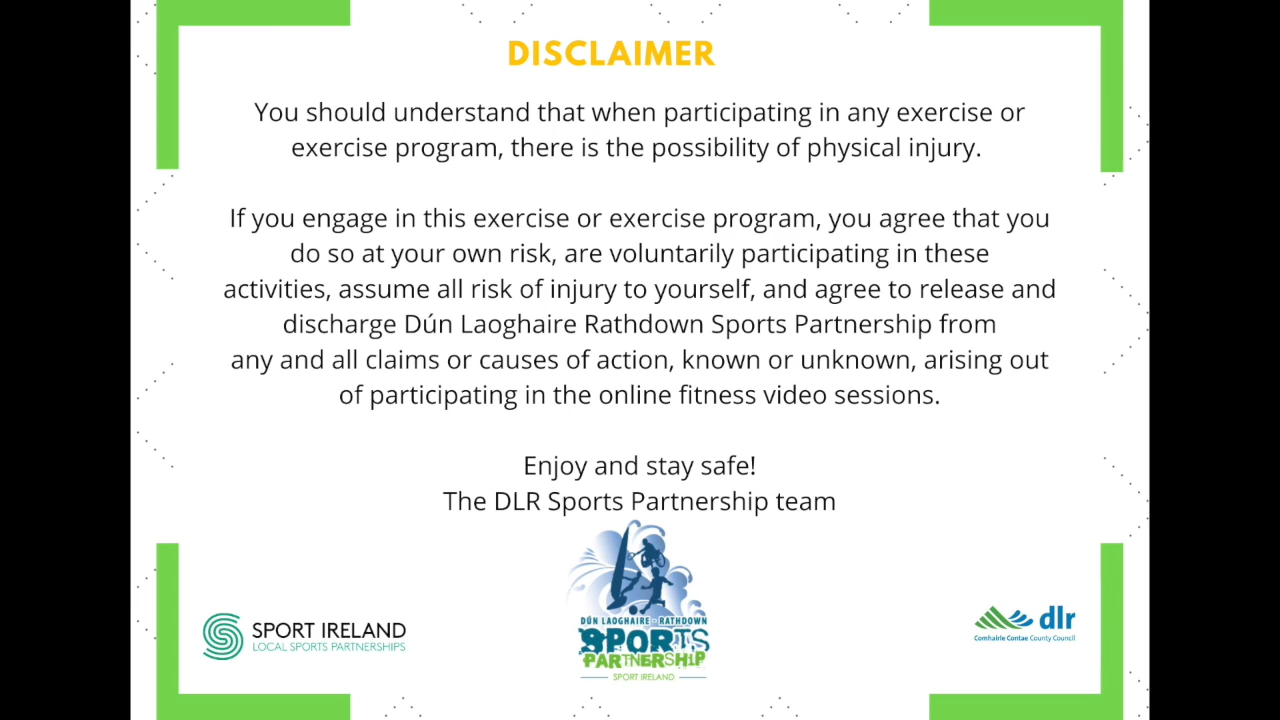 DISCLAIMER
You should understand that when participating in any exercise or
exercise program, there is the possibility of physical injury.
If you engage in this exercise or exercise program, you agree that you
do so at your own risk, are voluntarily participating in these
activities, assume all risk of injury to yourself, and agree to release and
discharge Dún Laoghaire Rathdown Sports Partnership from
any and all claims or causes of action, known or unknown, arising out
of participating in the online fitness video sessions.
Enjoy and stay safe!
The DLR Sports Partnership team
SPORT IRELAND
LOCAL SPORTS PARTNERSHIPS
DÚN LAOGHAIRE RATHDOWN
SPORTS
PARTNERSHIP
SPORT IRELAND
dlr
Comhairle Contae County Council